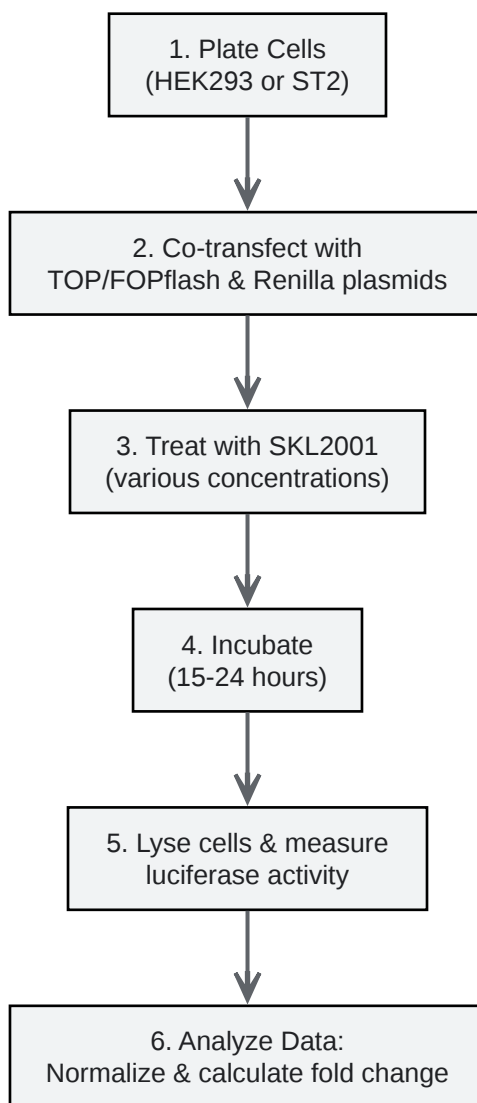 1. Plate Cells
(HEK293 or ST2)
2. Co-transfect with
TOP/FOPflash & Renilla plasmids
3. Treat with SKL2001
(various concentrations)
4. Incubate
(15-24 hours)
5. Lyse cells & measure
luciferase activity
6. Analyze Data:
Normalize & calculate fold change